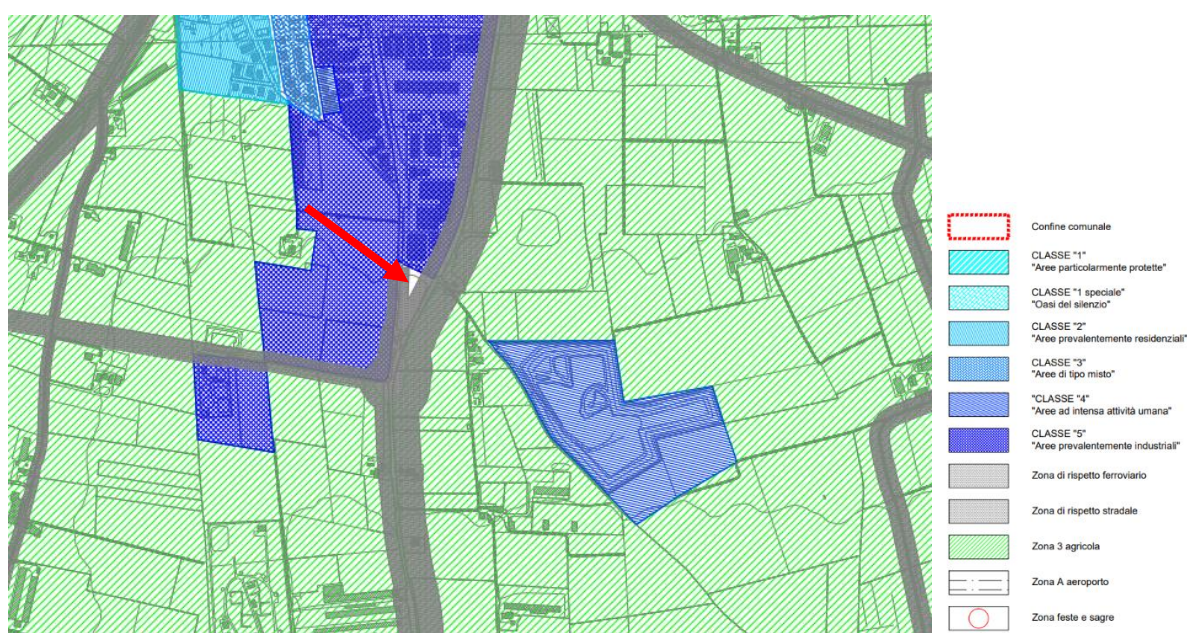 Confine comunale
CLASSE "1"
"Aree particolarmente protette"
CLASSE "1 speciale"
"Oasi del silenzio"
CLASSE "2"
"Aree prevalentemente residenziali"
CLASSE "3"
"Aree di tipo misto"
"CLASSE "4"
"Aree ad intensa attività umana"
CLASSE "5"
"Aree prevalentemente industriali"
Zona di rispetto ferroviario
Zona di rispetto stradale
Zona 3 agricola
Zona A aeroporto
Zona feste e sagre